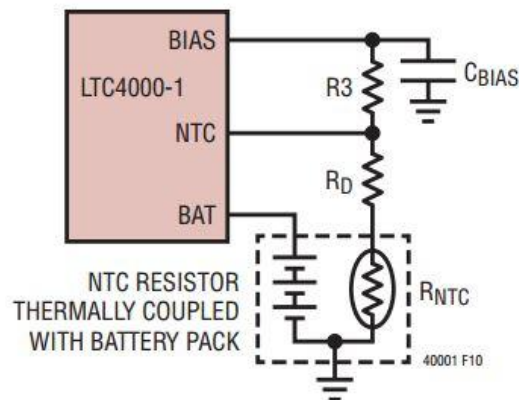 BIAS
CBIAS
LTC4000-1
R3
NTC
RD
BAT
NTC RESISTOR
THERMALLY COUPLED
WITH BATTERY PACK
RNTC
40001 F10